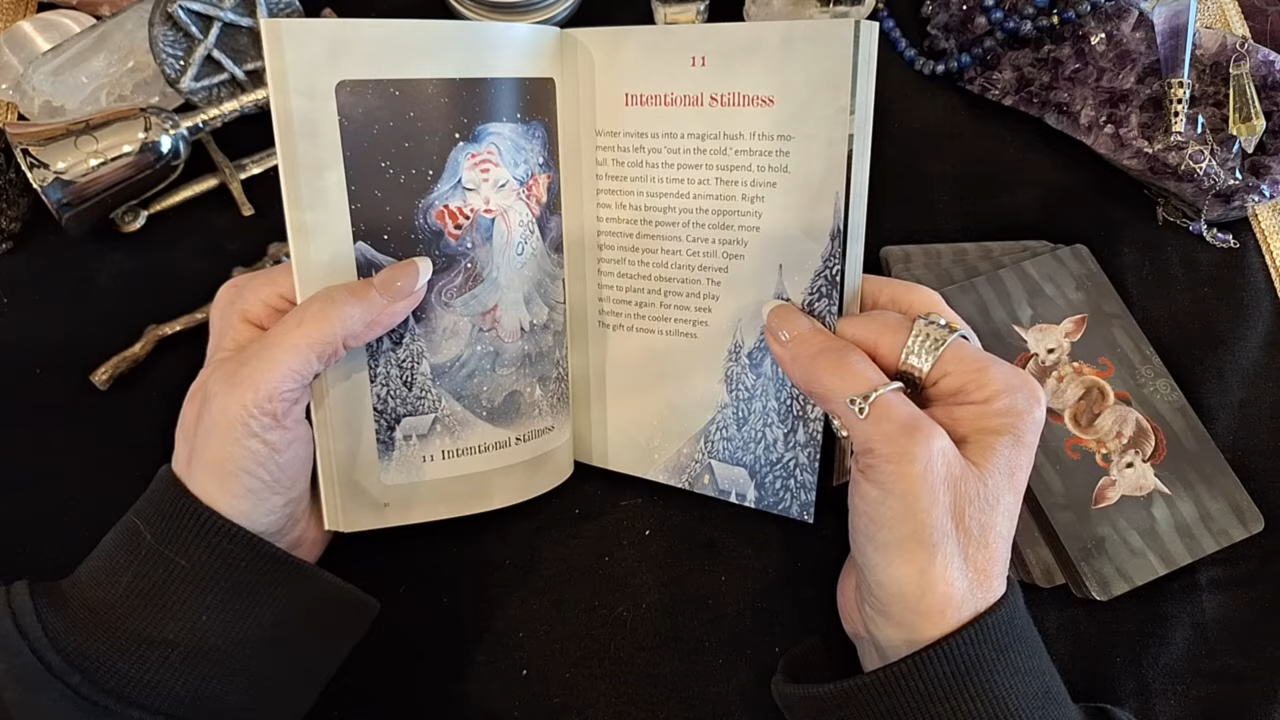 11 Intentional Stillness
11
Intentional Stillness
Winter invites us into a magical hush. If this mo-
ment has left you "out in the cold," embrace the
lull. The cold has the power to suspend, to hold,
to freeze until it is time to act. There is divine
protection in suspended animation. Right
now, life has brought you the opportunity
to embrace the power of the colder, more
protective dimensions. Carve a sparkly
igloo inside your heart. Get still. Open
yourself to the cold clarity derived
from detached observation. The
time to plant and grow and play
will come again. For now, seek
shelter in the cooler energies.
The gift of snow is stillness.